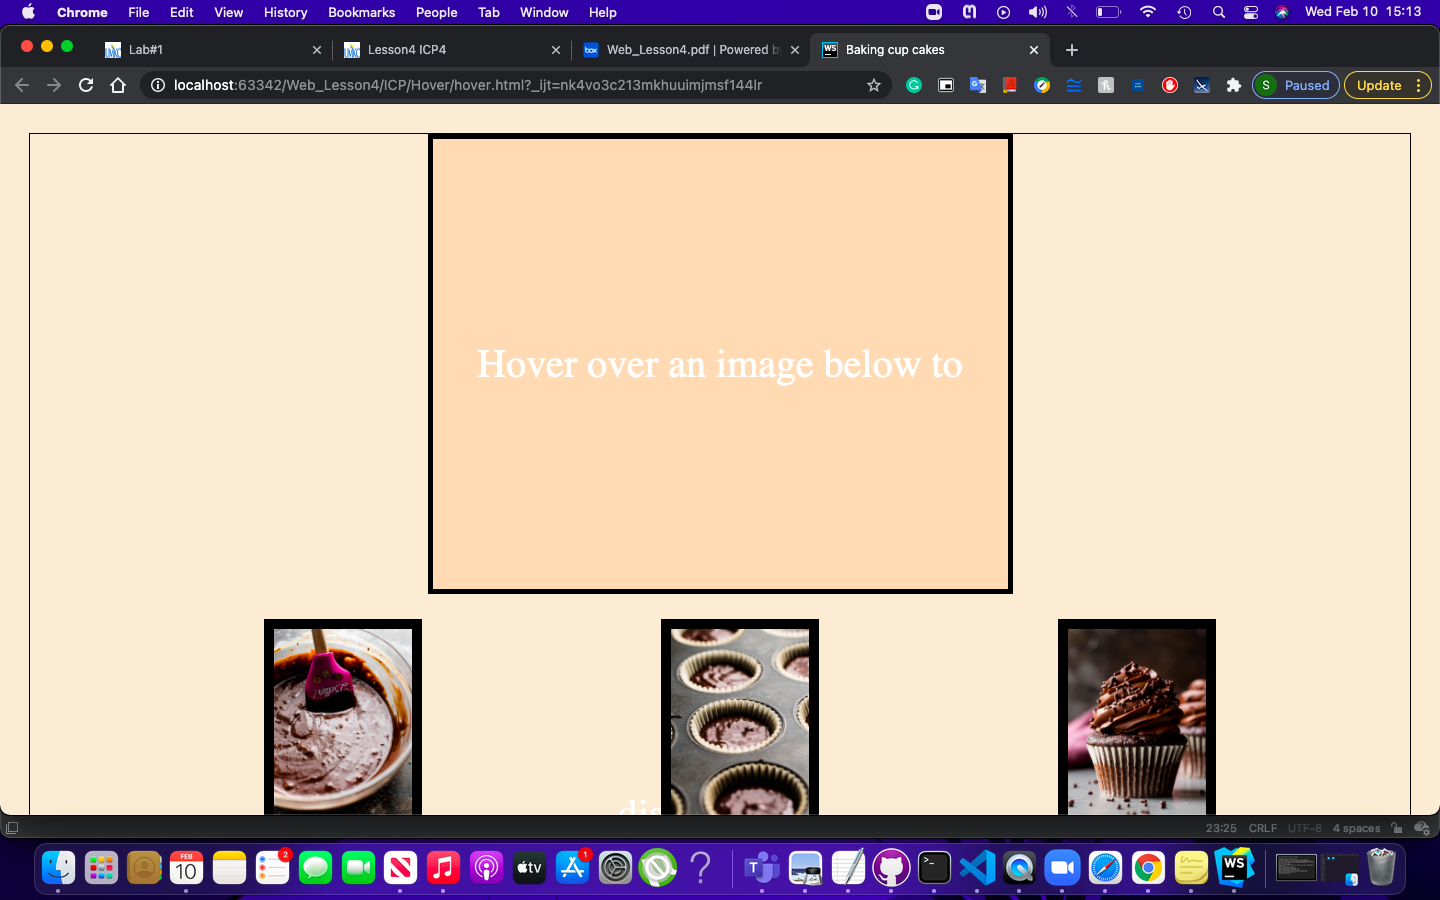 Chrome File Edit View History Bookmarks People Tab Window Help Wed Feb 10 15:13
Lab#1 Lesson4 ICP4 Web_Lesson4.pdf | Powered b Baking cup cakes
localhost:63342/Web_Lesson4/ICP/Hover/hover.html?_ijt=nk4vo3c213mkhuuimjmsf144lr S Paused Update
Hover over an image below to
dis
23:25 CRLF UTF-8 4 spaces
FEB
10
2
tv
1
T
WS